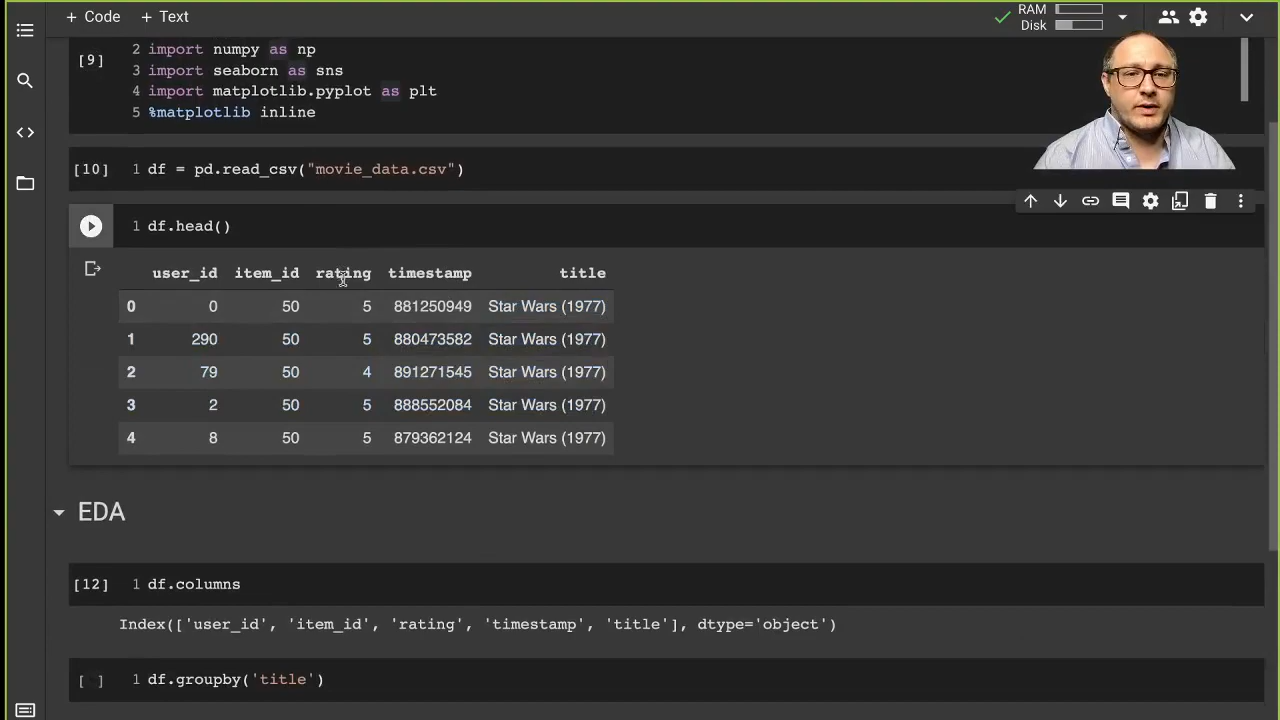 + Code + Text
RAM
Disk
[9]
2 import numpy as np
3 import seaborn as sns
4 import matplotlib.pyplot as plt
5 %matplotlib inline
[10] 1 df = pd.read_csv("movie_data.csv")
1 df.head()
user_id item_id rating timestamp title
0 0 50 5 881250949 Star Wars (1977)
1 290 50 5 880473582 Star Wars (1977)
2 79 50 4 891271545 Star Wars (1977)
3 2 50 5 888552084 Star Wars (1977)
4 8 50 5 879362124 Star Wars (1977)
EDA
[12] 1 df.columns
Index(['user_id', 'item_id', 'rating', 'timestamp', 'title'], dtype='object')
[ ] 1 df.groupby('title')